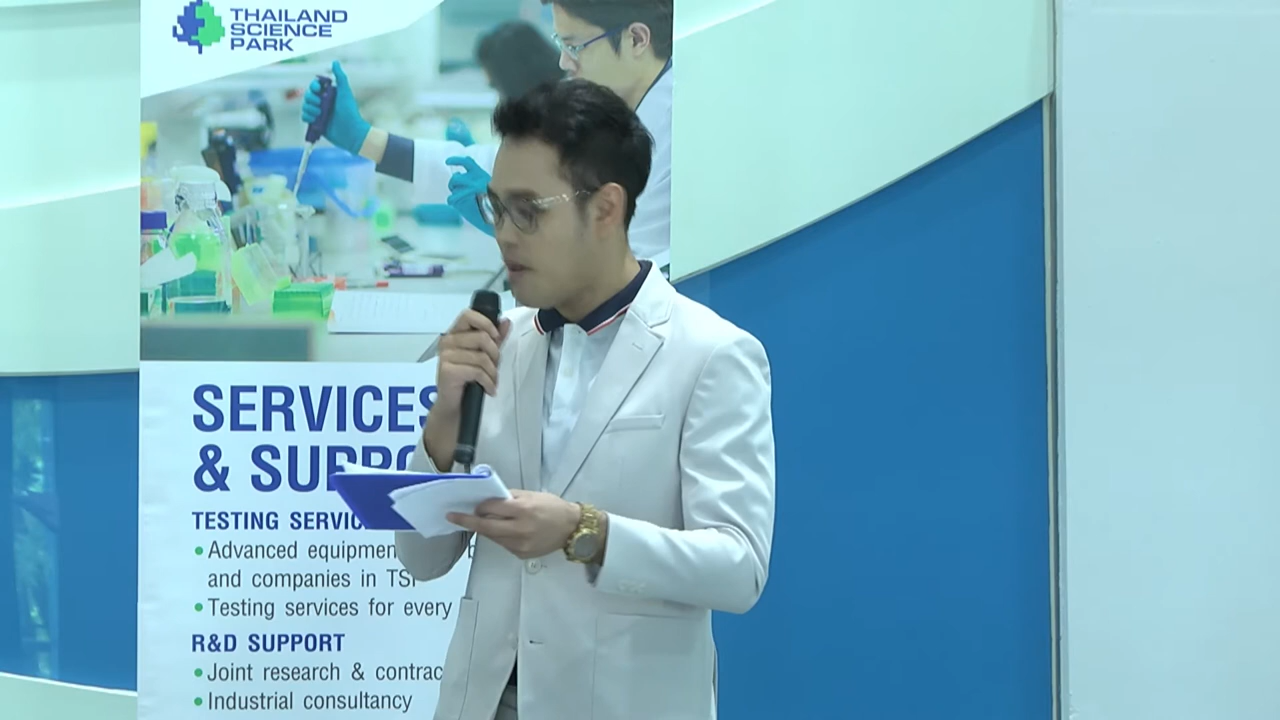 THAILAND
SCIENCE
PARK
SERVICES
& SUPPO
TESTING SERVIC
• Advanced equipmen
and companies in TSP
• Testing services for every
R&D SUPPORT
• Joint research & contrac
• Industrial consultancy